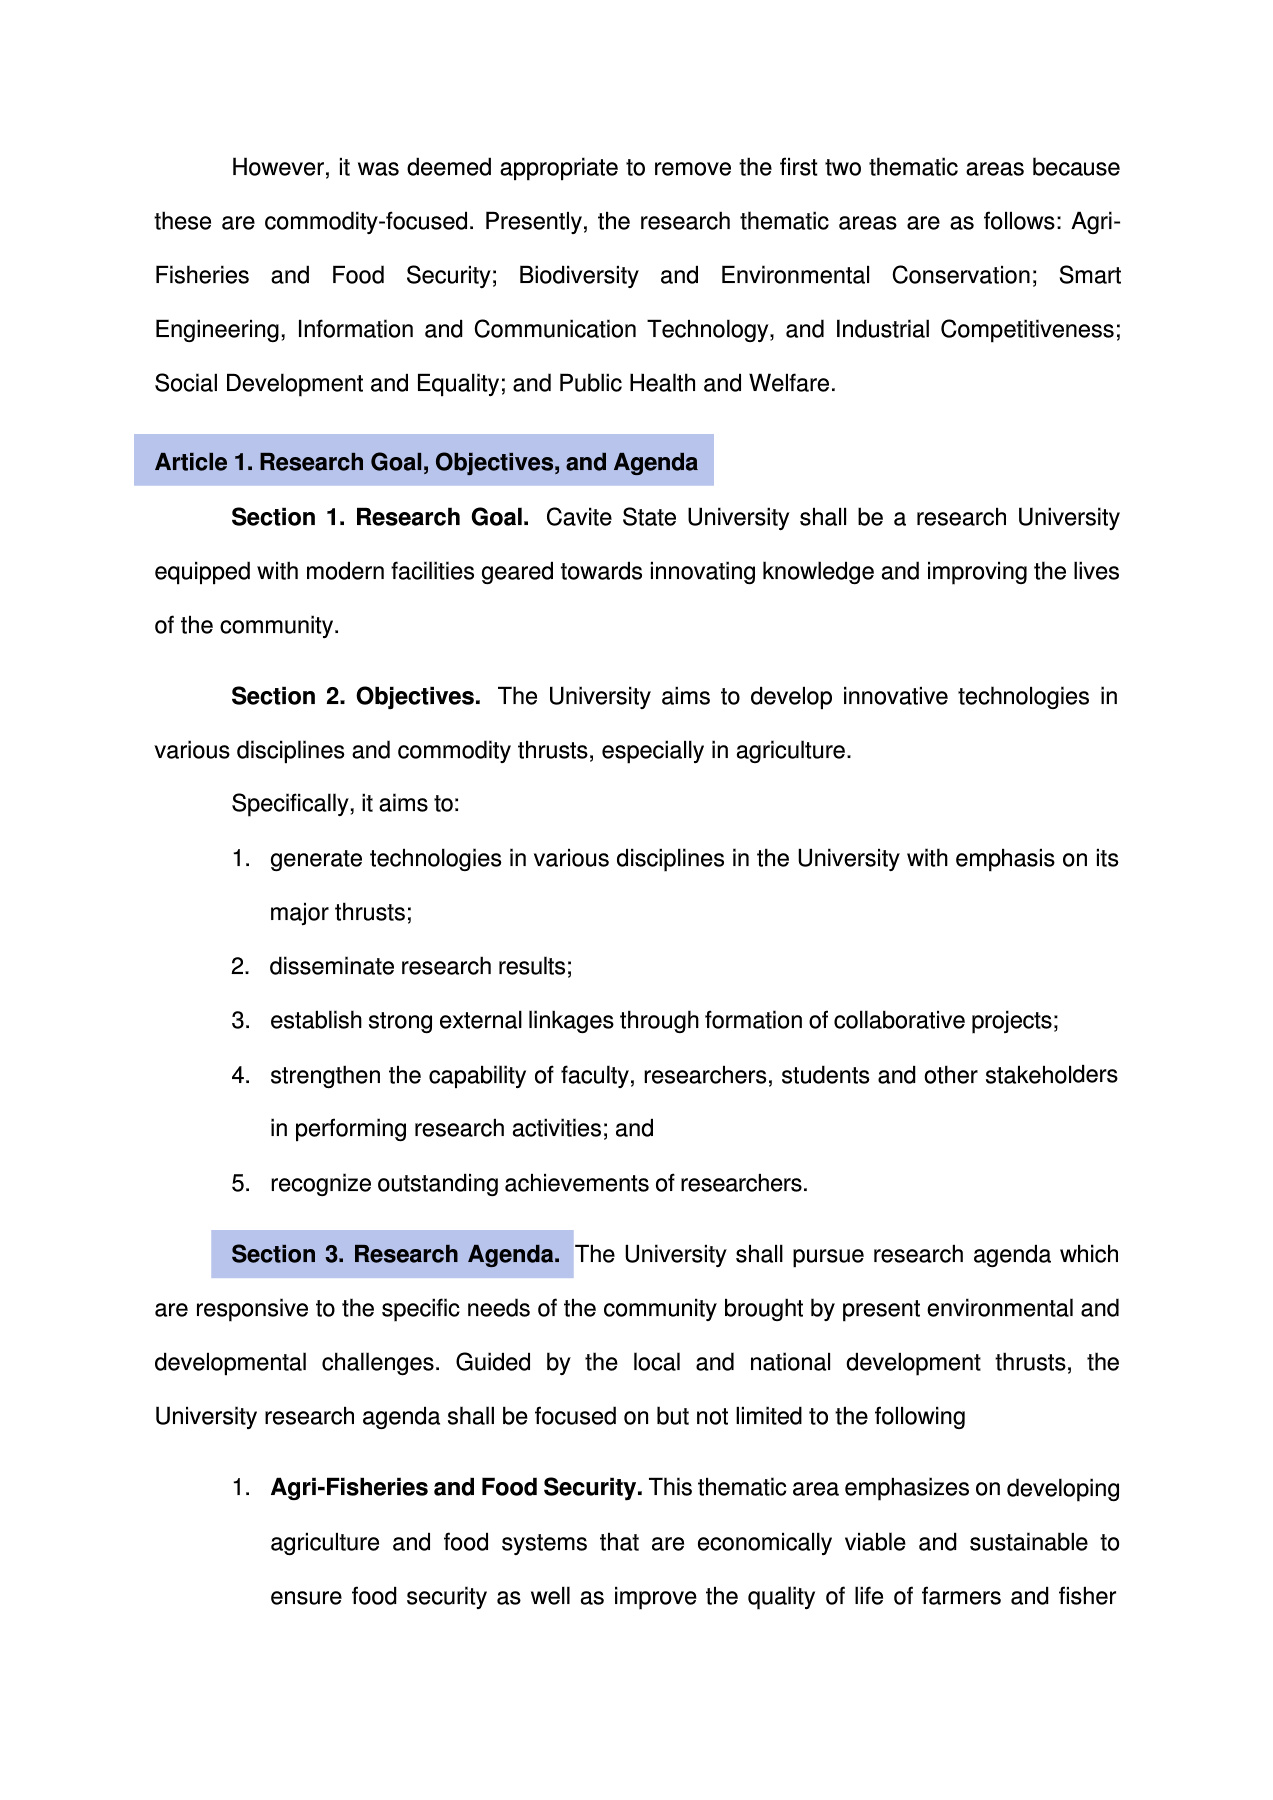 However, it was deemed appropriate to remove the first two thematic areas because
these are commodity-focused. Presently, the research thematic areas are as follows: Agri-
Fisheries and Food Security; Biodiversity and Environmental Conservation; Smart
Engineering, Information and Communication Technology, and Industrial Competitiveness;
Social Development and Equality; and Public Health and Welfare.
Article 1. Research Goal, Objectives, and Agenda
Section 1. Research Goal. Cavite State University shall be a research University
equipped with modern facilities geared towards innovating knowledge and improving the lives
of the community.
Section 2. Objectives. The University aims to develop innovative technologies in
various disciplines and commodity thrusts, especially in agriculture.
Specifically, it aims to:
1. generate technologies in various disciplines in the University with emphasis on its
major thrusts;
2. disseminate research results;
3. establish strong external linkages through formation of collaborative projects;
4. strengthen the capability of faculty, researchers, students and other stakeholders
in performing research activities; and
5. recognize outstanding achievements of researchers.
Section 3. Research Agenda. The University shall pursue research agenda which
are responsive to the specific needs of the community brought by present environmental and
developmental challenges. Guided by the local and national development thrusts, the
University research agenda shall be focused on but not limited to the following
1. Agri-Fisheries and Food Security. This thematic area emphasizes on developing
agriculture and food systems that are economically viable and sustainable to
ensure food security as well as improve the quality of life of farmers and fisher